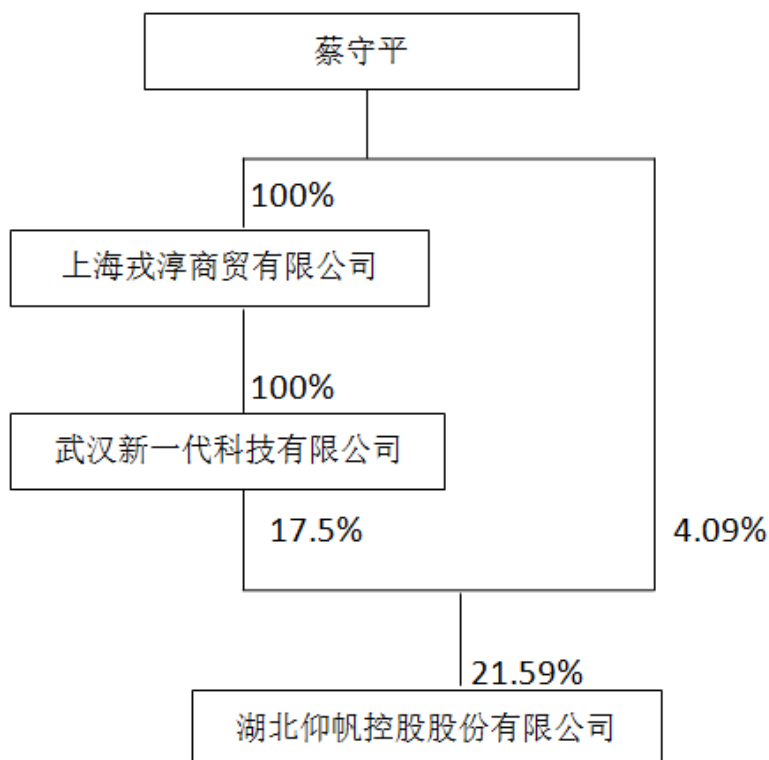 蔡守平
100%
上海戎淳商贸有限公司
100%
武汉新一代科技有限公司
17.5%
4.09%
21.59%
湖北仰帆控股股份有限公司